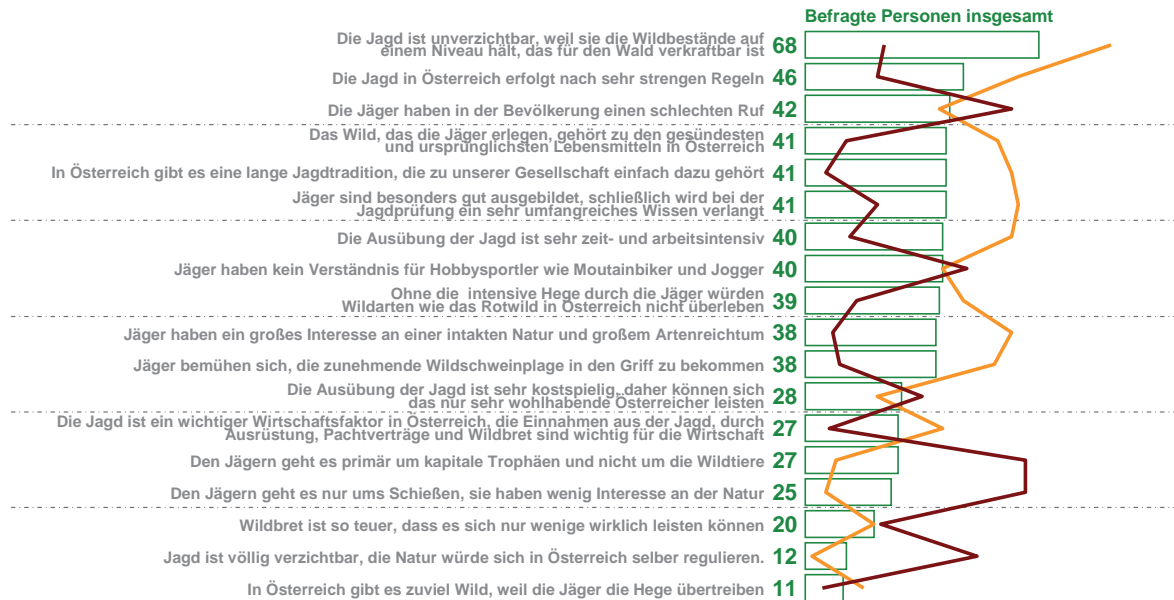 Befragte Personen insgesamt
Die Jagd ist unverzichtbar, weil sie die Wildbestände auf
einem Niveau hält, das für den Wald verkraftbar ist
68
Die Jagd in Österreich erfolgt nach sehr strengen Regeln 46
Die Jäger haben in der Bevölkerung einen schlechten Ruf 42
Das Wild, das die Jäger erlegen, gehört zu den gesündesten
und ursprünglichsten Lebensmitteln in Österreich
41
In Österreich gibt es eine lange Jagdtradition, die zu unserer Gesellschaft einfach dazu gehört 41
Jäger sind besonders gut ausgebildet, schließlich wird bei der
Jagdprüfung ein sehr umfangreiches Wissen verlangt
41
Die Ausübung der Jagd ist sehr zeit- und arbeitsintensiv 40
Jäger haben kein Verständnis für Hobbysportler wie Moutainbiker und Jogger 40
Ohne die intensive Hege durch die Jäger würden
Wildarten wie das Rotwild in Österreich nicht überleben
39
Jäger haben ein großes Interesse an einer intakten Natur und großem Artenreichtum 38
Jäger bemühen sich, die zunehmende Wildschweinplage in den Griff zu bekommen 38
Die Ausübung der Jagd ist sehr kostspielig, daher können sich
das nur sehr wohlhabende Österreicher leisten
28
Die Jagd ist ein wichtiger Wirtschaftsfaktor in Österreich, die Einnahmen aus der Jagd, durch
Ausrüstung, Pachtverträge und Wildbret sind wichtig für die Wirtschaft
27
Den Jägern geht es primär um kapitale Trophäen und nicht um die Wildtiere 27
Den Jägern geht es nur ums Schießen, sie haben wenig Interesse an der Natur 25
Wildbret ist so teuer, dass es sich nur wenige wirklich leisten können 20
Jagd ist völlig verzichtbar, die Natur würde sich in Österreich selber regulieren. 12
In Österreich gibt es zuviel Wild, weil die Jäger die Hege übertreiben 11